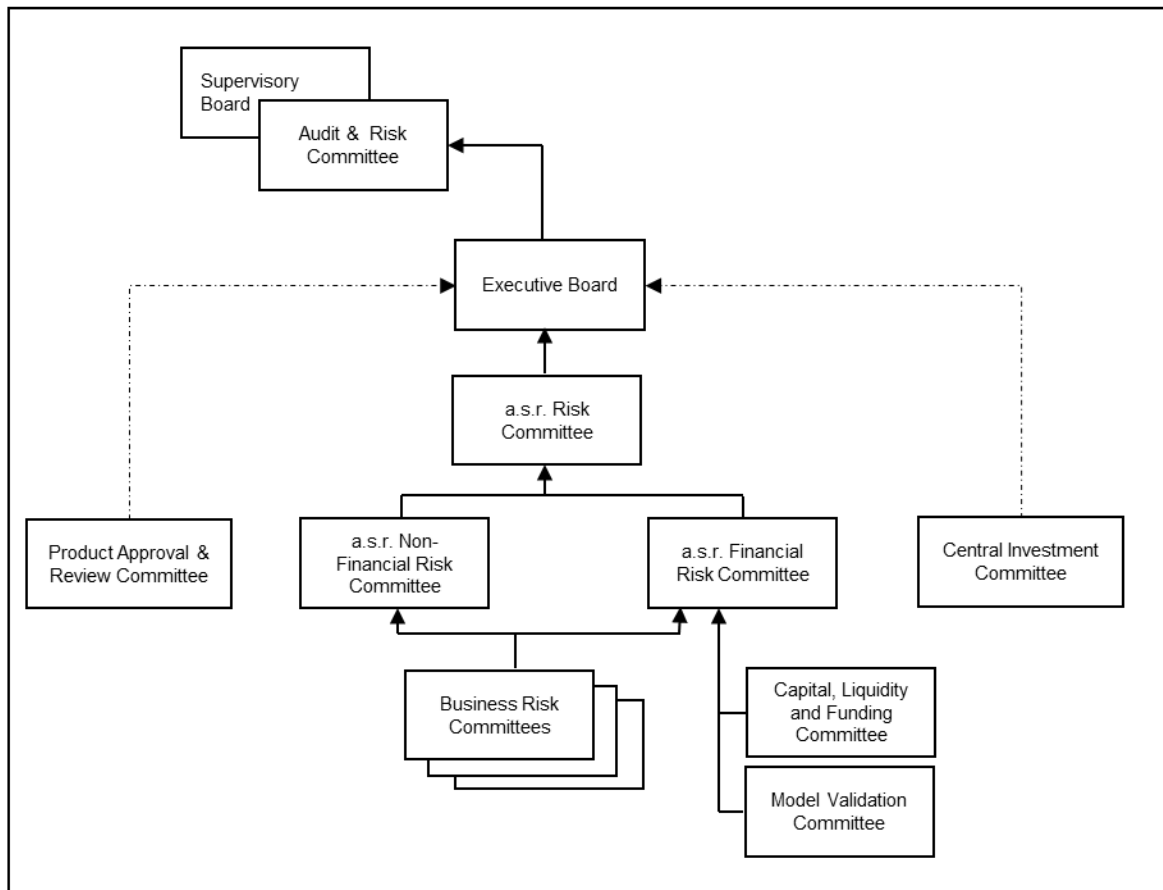 Supervisory
Board
Audit & Risk
Committee
Executive Board
a.s.r. Risk
Committee
Product Approval &
Review Committee
a.s.r. Non-
Financial Risk
Committee
a.s.r. Financial
Risk Committee
Central Investment
Committee
Business Risk
Committees
Capital, Liquidity
and Funding
Committee
Model Validation
Committee